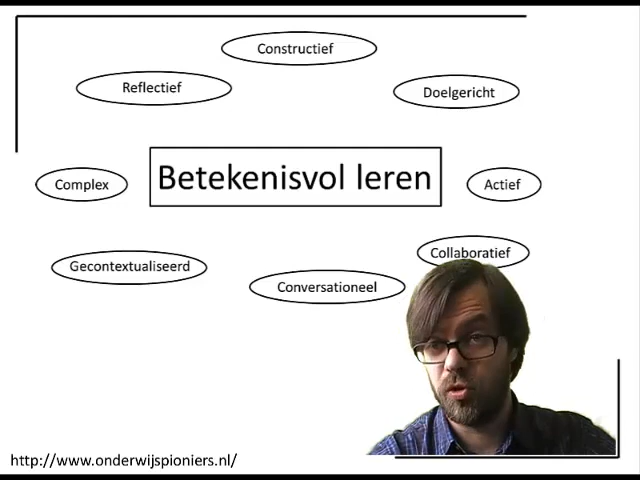 Constructief
Reflectief
Doelgericht
Complex
Betekenisvol leren
Actief
Collaboratief
Gecontextualiseerd
Conversationeel
http://www.onderwijspioniers.nl/